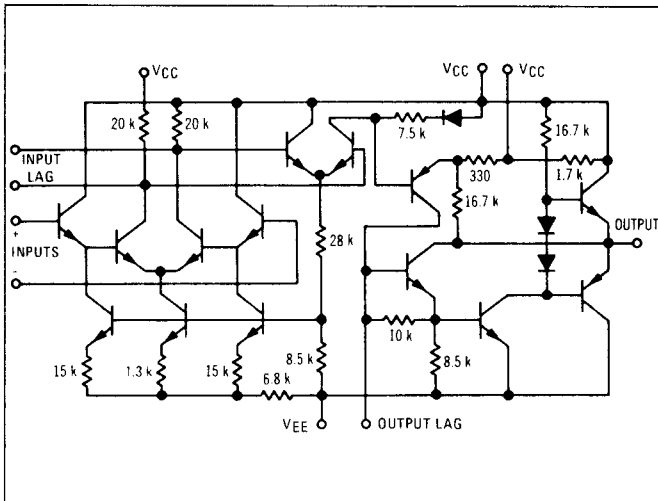 VCC
VCC
VCC
20 k
20 k
7.5 k
16.7 k
INPUT
LAG
330
1.7 k
16.7 k
+
INPUTS
-
OUTPUT
28 k
10 k
15 k
1.3 k
15 k
8.5 k
8.5 k
6.8 k
VEE
OUTPUT LAG